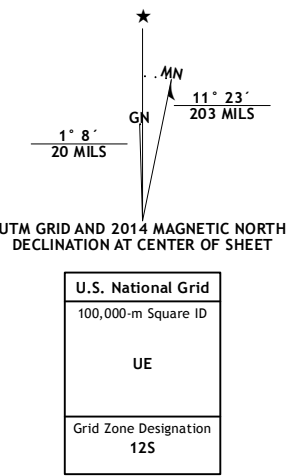 MN
11° 23´
203 MILS
GN
1° 8´
20 MILS
UTM GRID AND 2014 MAGNETIC NORTH
DECLINATION AT CENTER OF SHEET
U.S. National Grid
100,000-m Square ID
UE
Grid Zone Designation
12S